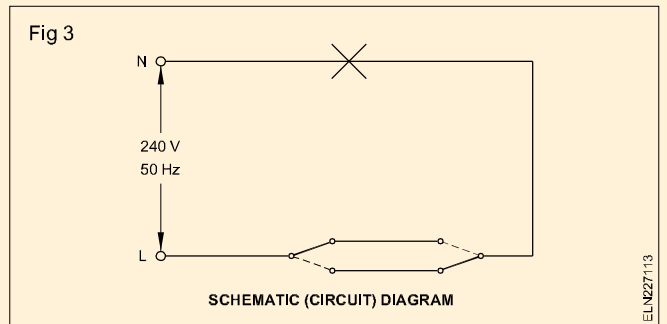 Fig 3
N
240 V
50 Hz
L
SCHEMATIC (CIRCUIT) DIAGRAM
ELN227113